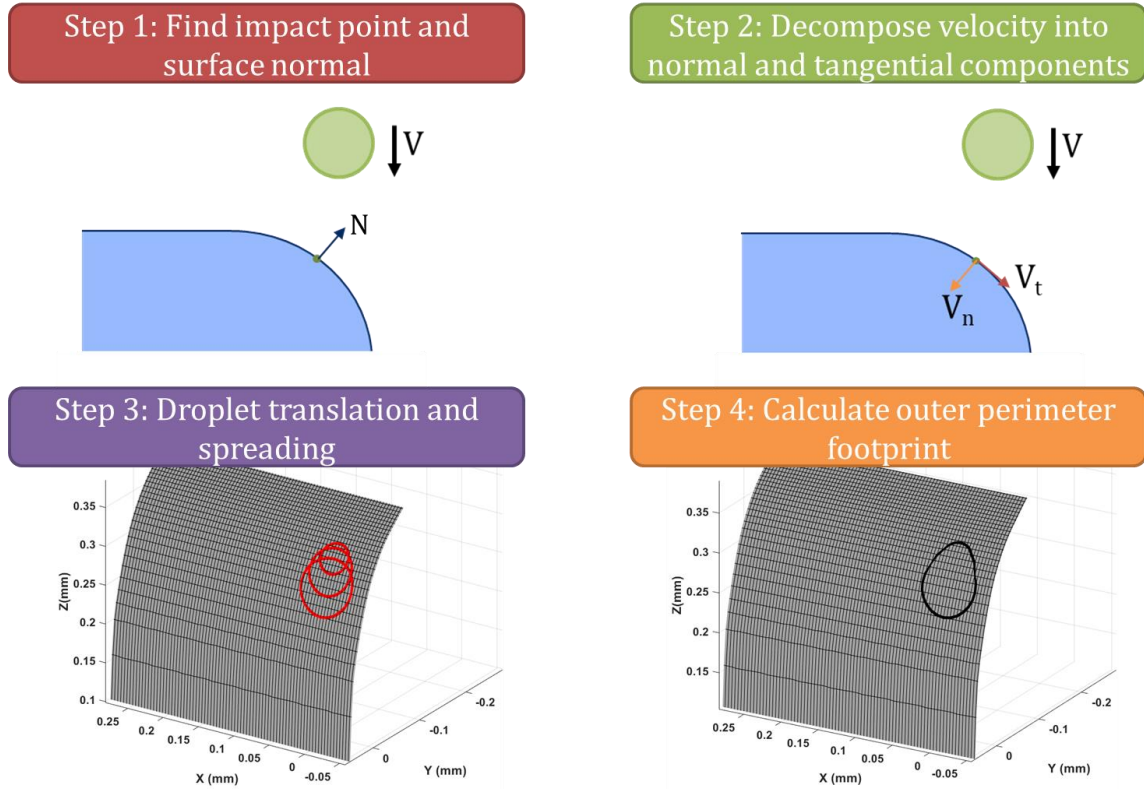 Step 1: Find impact point and
surface normal
Step 2: Decompose velocity into
normal and tangential components
V
V
N
V_t
V_n
Step 3: Droplet translation and
spreading
Step 4: Calculate outer perimeter
footprint
0.35
0.3
0.25
0.2
0.15
0.1
Z(mm)
0.25
0.2
0.15
0.1
0.05
0
-0.05
X (mm)
0
-0.1
-0.2
Y (mm)
0.35
0.3
0.25
0.2
0.15
Z(mm)
0.25
0.2
0.15
0.1
0.05
0
-0.05
X (mm)
0
-0.1
-0.2
Y (mm)